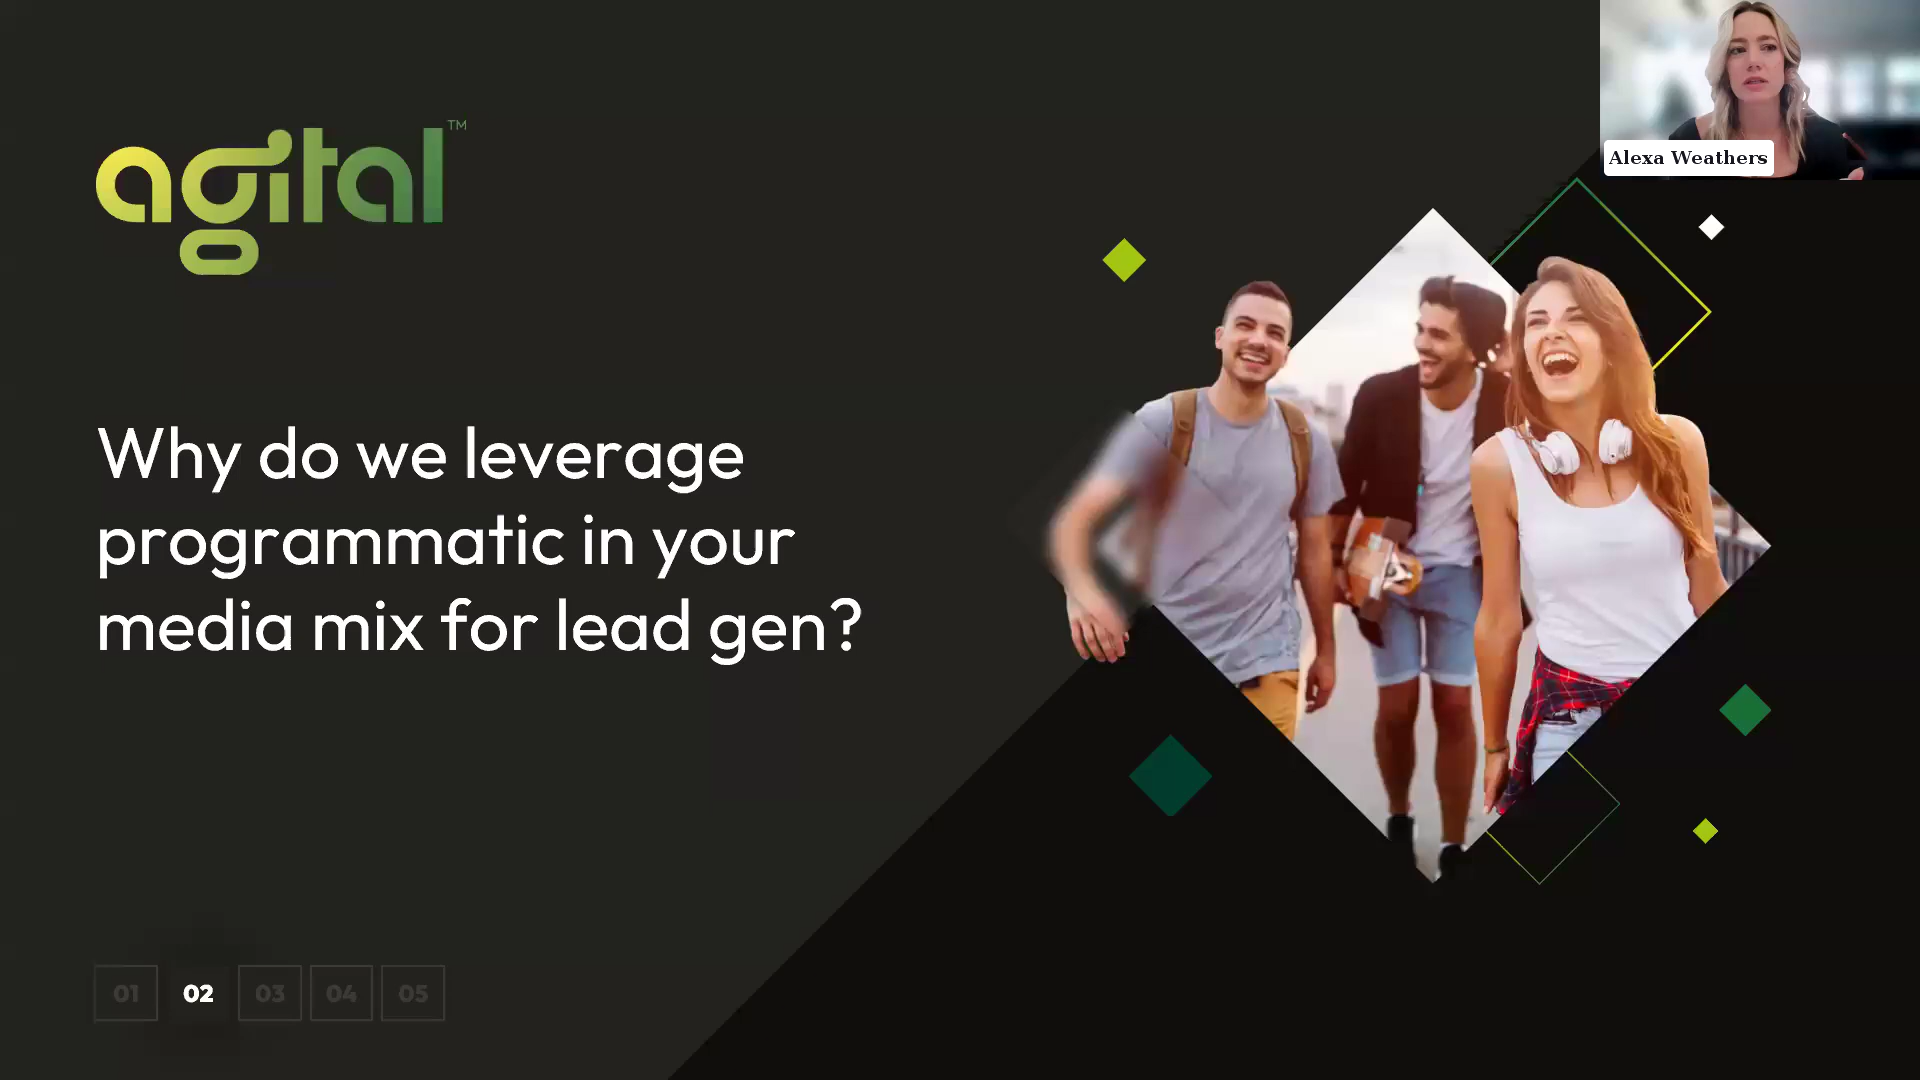 agital™
Alexa Weathers
Why do we leverage
programmatic in your
media mix for lead gen?
01 02 03 04 05